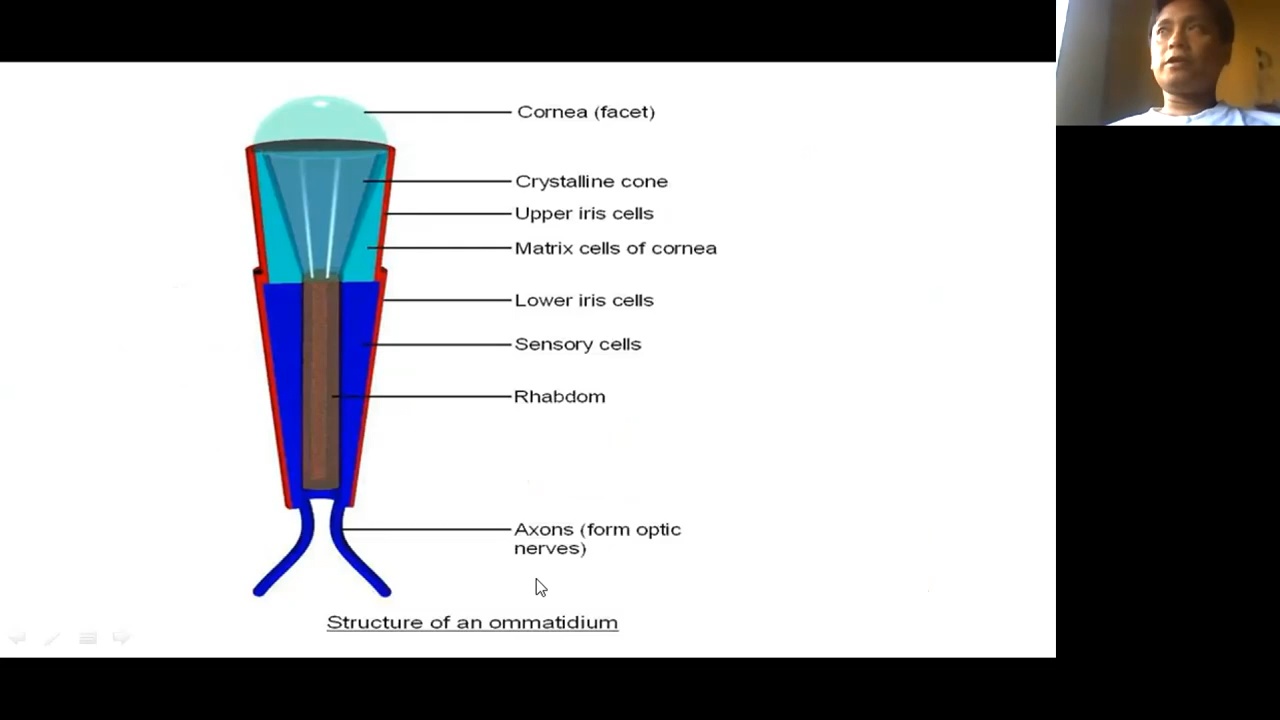 Cornea (facet)
Crystalline cone
Upper iris cells
Matrix cells of cornea
Lower iris cells
Sensory cells
Rhabdom
Axons (form optic
nerves)
Structure of an ommatidium